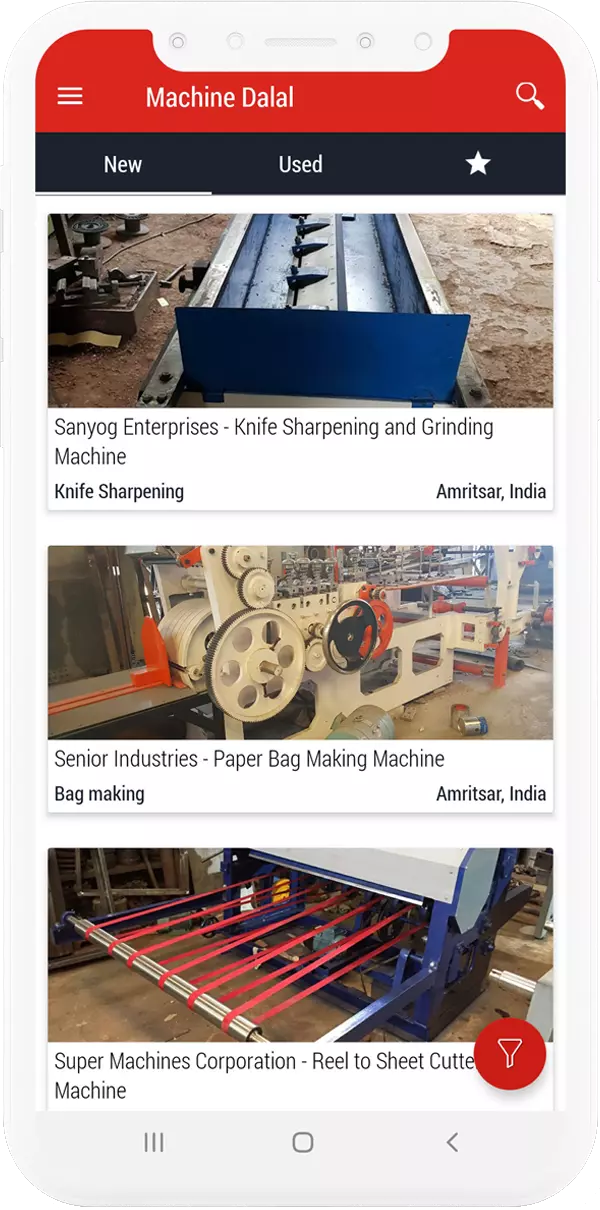 Machine Dalal
New Used
Sanyog Enterprises - Knife Sharpening and Grinding
Machine
Knife Sharpening Amritsar, India
Senior Industries - Paper Bag Making Machine
Bag making Amritsar, India
Super Machines Corporation - Reel to Sheet Cutte
Machine